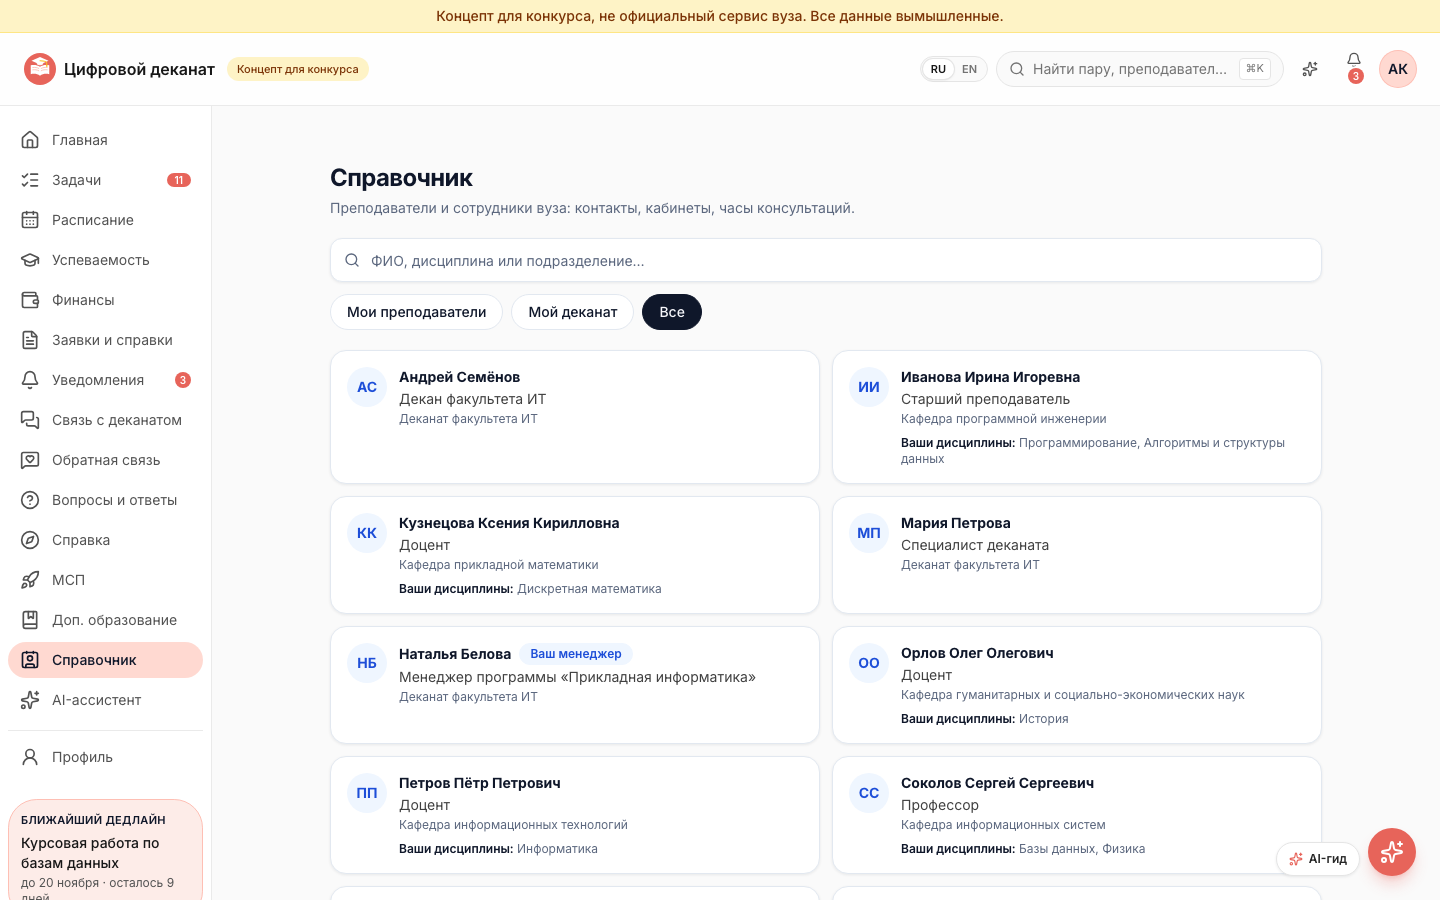 Концепт для конкурса, не официальный сервис вуза. Все данные вымышленные.
Цифровой деканат
Концепт для конкурса
RU EN
Найти пару, преподавател... ⌘K
3
АК
Главная
Задачи 11
Расписание
Успеваемость
Финансы
Заявки и справки
Уведомления 3
Связь с деканатом
Обратная связь
Вопросы и ответы
Справка
МСП
Доп. образование
Справочник
AI-ассистент
Профиль
БЛИЖАЙШИЙ ДЕДЛАЙН
Курсовая работа по
базам данных
до 20 ноября · осталось 9
дней
Справочник
Преподаватели и сотрудники вуза: контакты, кабинеты, часы консультаций.
ФИО, дисциплина или подразделение...
Мои преподаватели Мой деканат Все
АС
Андрей Семёнов
Декан факультета ИТ
Деканат факультета ИТ
ИИ
Иванова Ирина Игоревна
Старший преподаватель
Кафедра программной инженерии
Ваши дисциплины: Программирование, Алгоритмы и структуры
данных
КК
Кузнецова Ксения Кирилловна
Доцент
Кафедра прикладной математики
Ваши дисциплины: Дискретная математика
МП
Мария Петрова
Специалист деканата
Деканат факультета ИТ
НБ
Наталья Белова Ваш менеджер
Менеджер программы «Прикладная информатика»
Деканат факультета ИТ
ОО
Орлов Олег Олегович
Доцент
Кафедра гуманитарных и социально-экономических наук
Ваши дисциплины: История
ПП
Петров Пётр Петрович
Доцент
Кафедра информационных технологий
Ваши дисциплины: Информатика
СС
Соколов Сергей Сергеевич
Профессор
Кафедра информационных систем
Ваши дисциплины: Базы данных, Физика
AI-гид